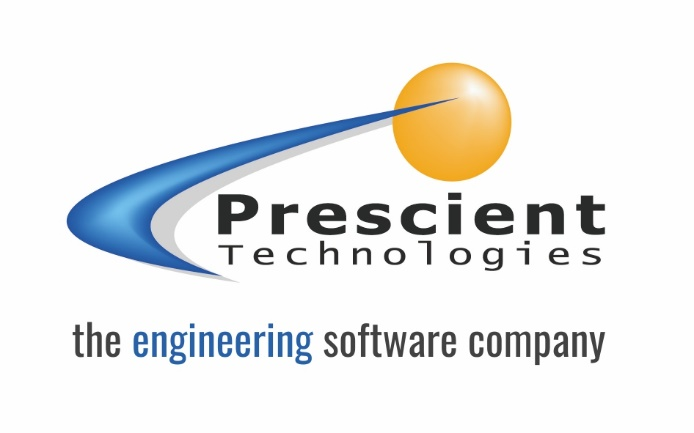 Prescient
Technologies
the engineering software company